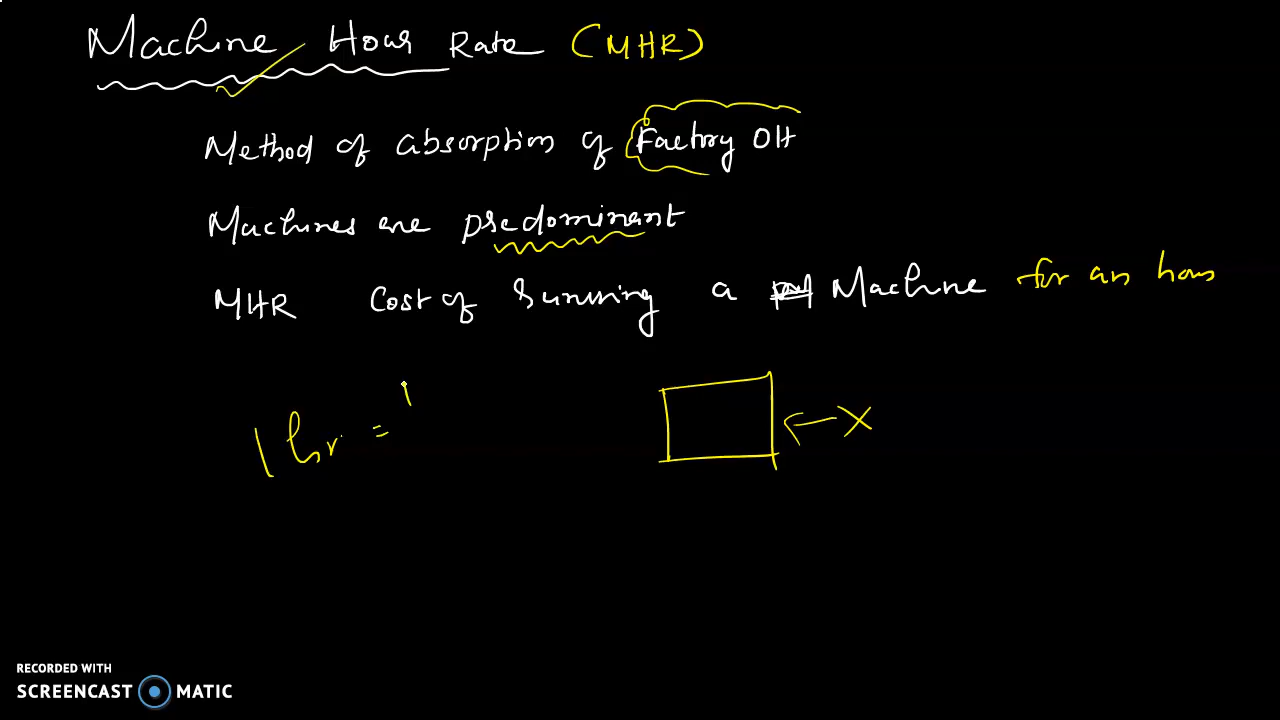 Machine Hour Rate (MHR)
Method of absorption of Factory OH
Machines are predominant
MHR Cost of running a Machine for an hour
1 hr =
X
RECORDED WITH
SCREENCAST MATIC